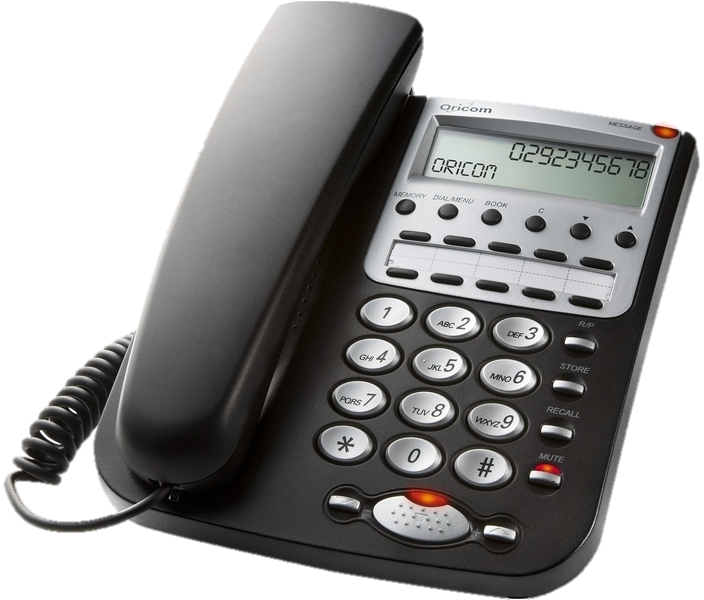 Oricom
MESSAGE
0292345678
ORICOM
MEMORY DIAL/MENU BOOK C ▼ ▲
1 ABC 2 DEF 3 R/P
GHI 4 JKL 5 MNO 6 STORE
PQRS 7 TUV 8 WXYZ 9 RECALL
* 0 # MUTE